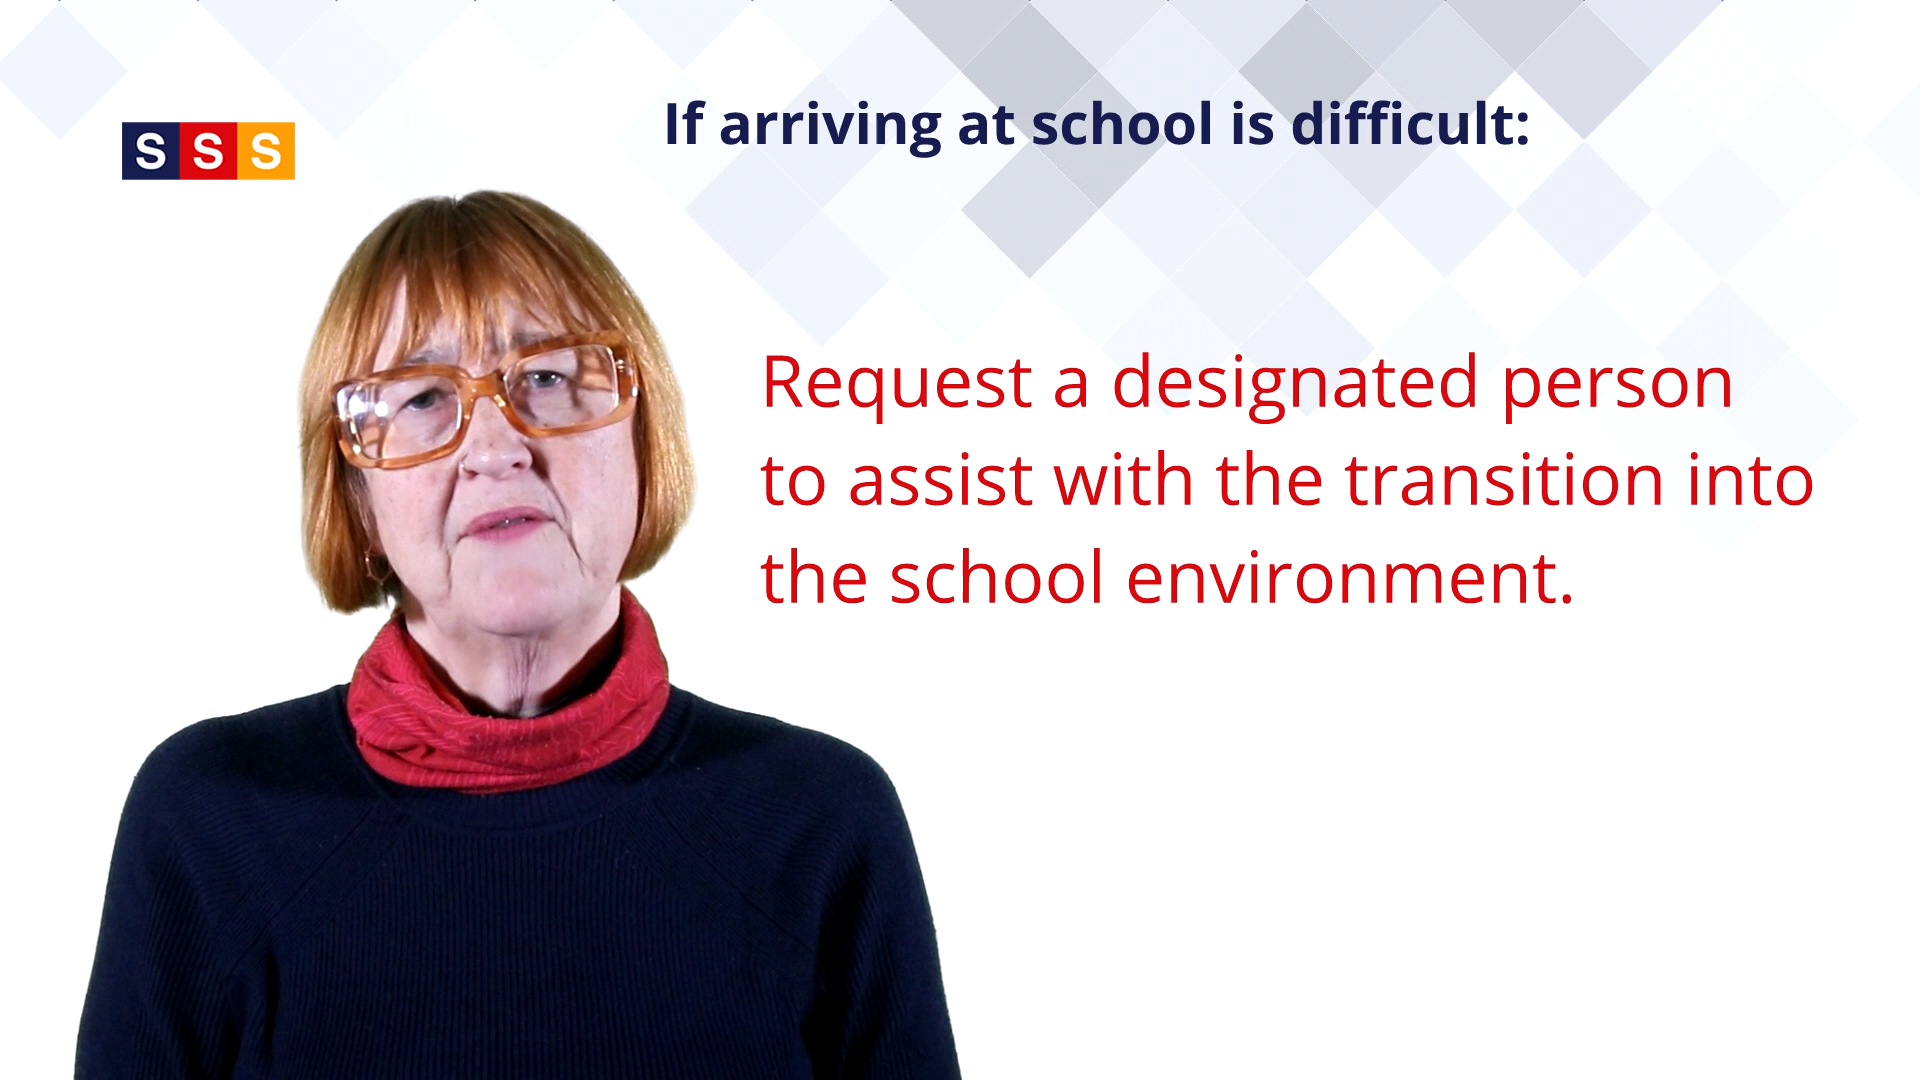 SSS
If arriving at school is difficult:
Request a designated person
to assist with the transition into
the school environment.